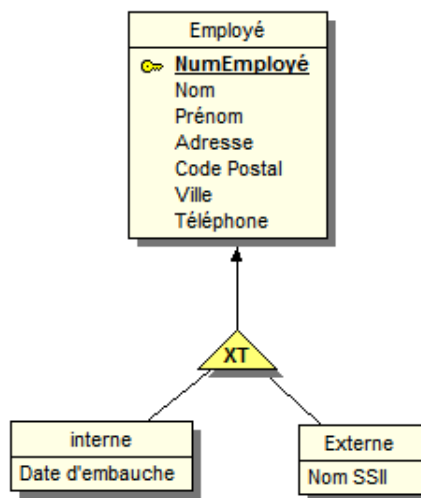 Employé
NumEmployé
Nom
Prénom
Adresse
Code Postal
Ville
Téléphone
XT
interne
Date d'embauche
Externe
Nom SSII